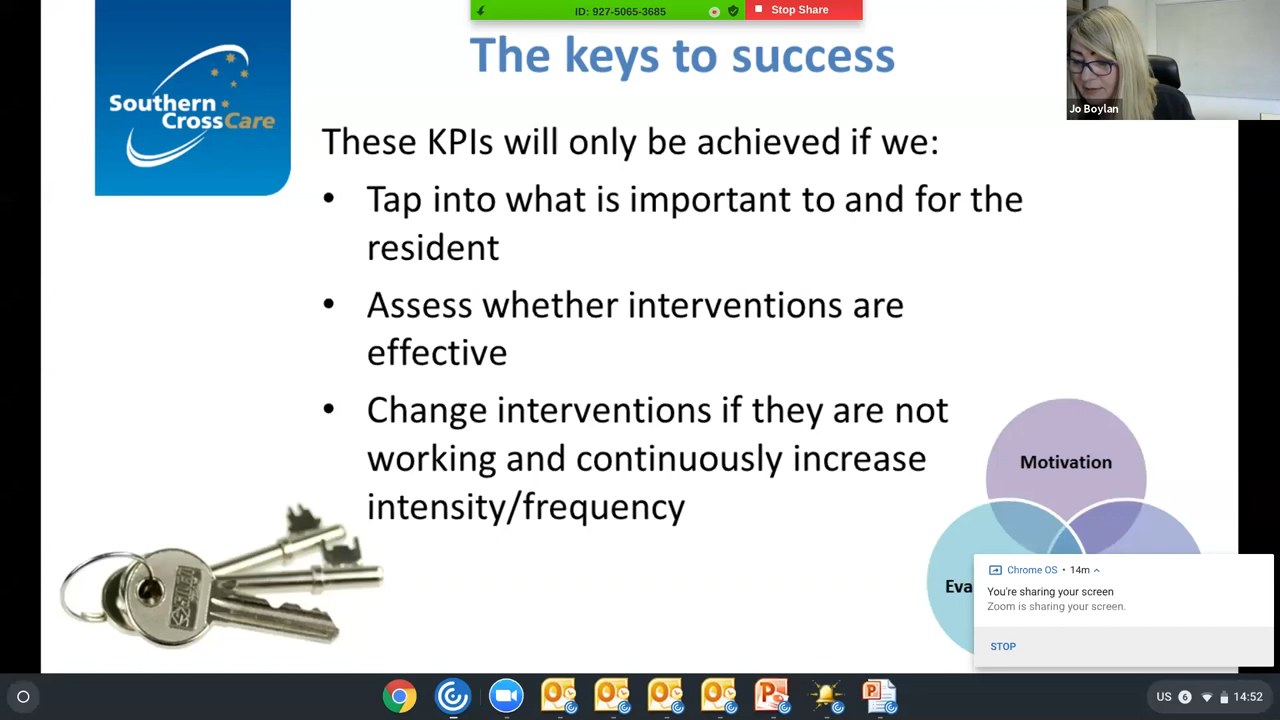 ID: 927-5065-3685
Stop Share
The keys to success
Southern
CrossCare
Jo Boylan
These KPIs will only be achieved if we:
• Tap into what is important to and for the
resident
• Assess whether interventions are
effective
• Change interventions if they are not
working and continuously increase
intensity/frequency
Motivation
Eva
Chrome OS • 14m
You're sharing your screen
Zoom is sharing your screen.
STOP
US 6 14:52